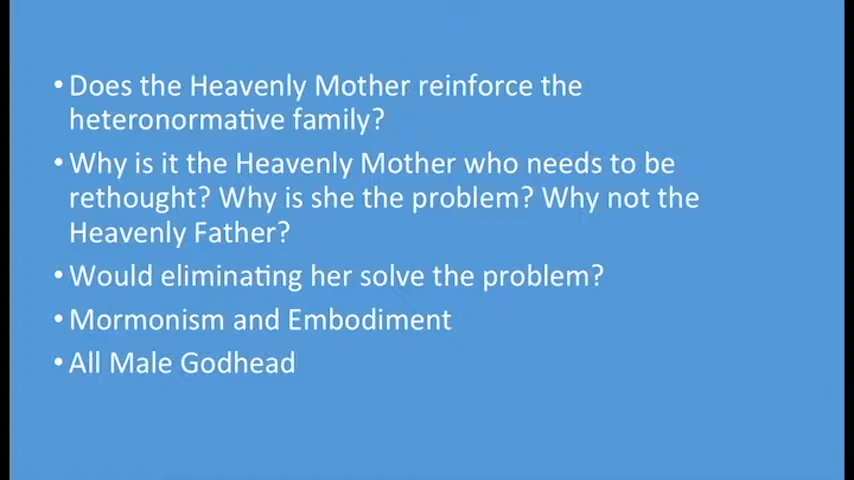 • Does the Heavenly Mother reinforce the
heteronormative family?
• Why is it the Heavenly Mother who needs to be
rethought? Why is she the problem? Why not the
Heavenly Father?
• Would eliminating her solve the problem?
• Mormonism and Embodiment
• All Male Godhead